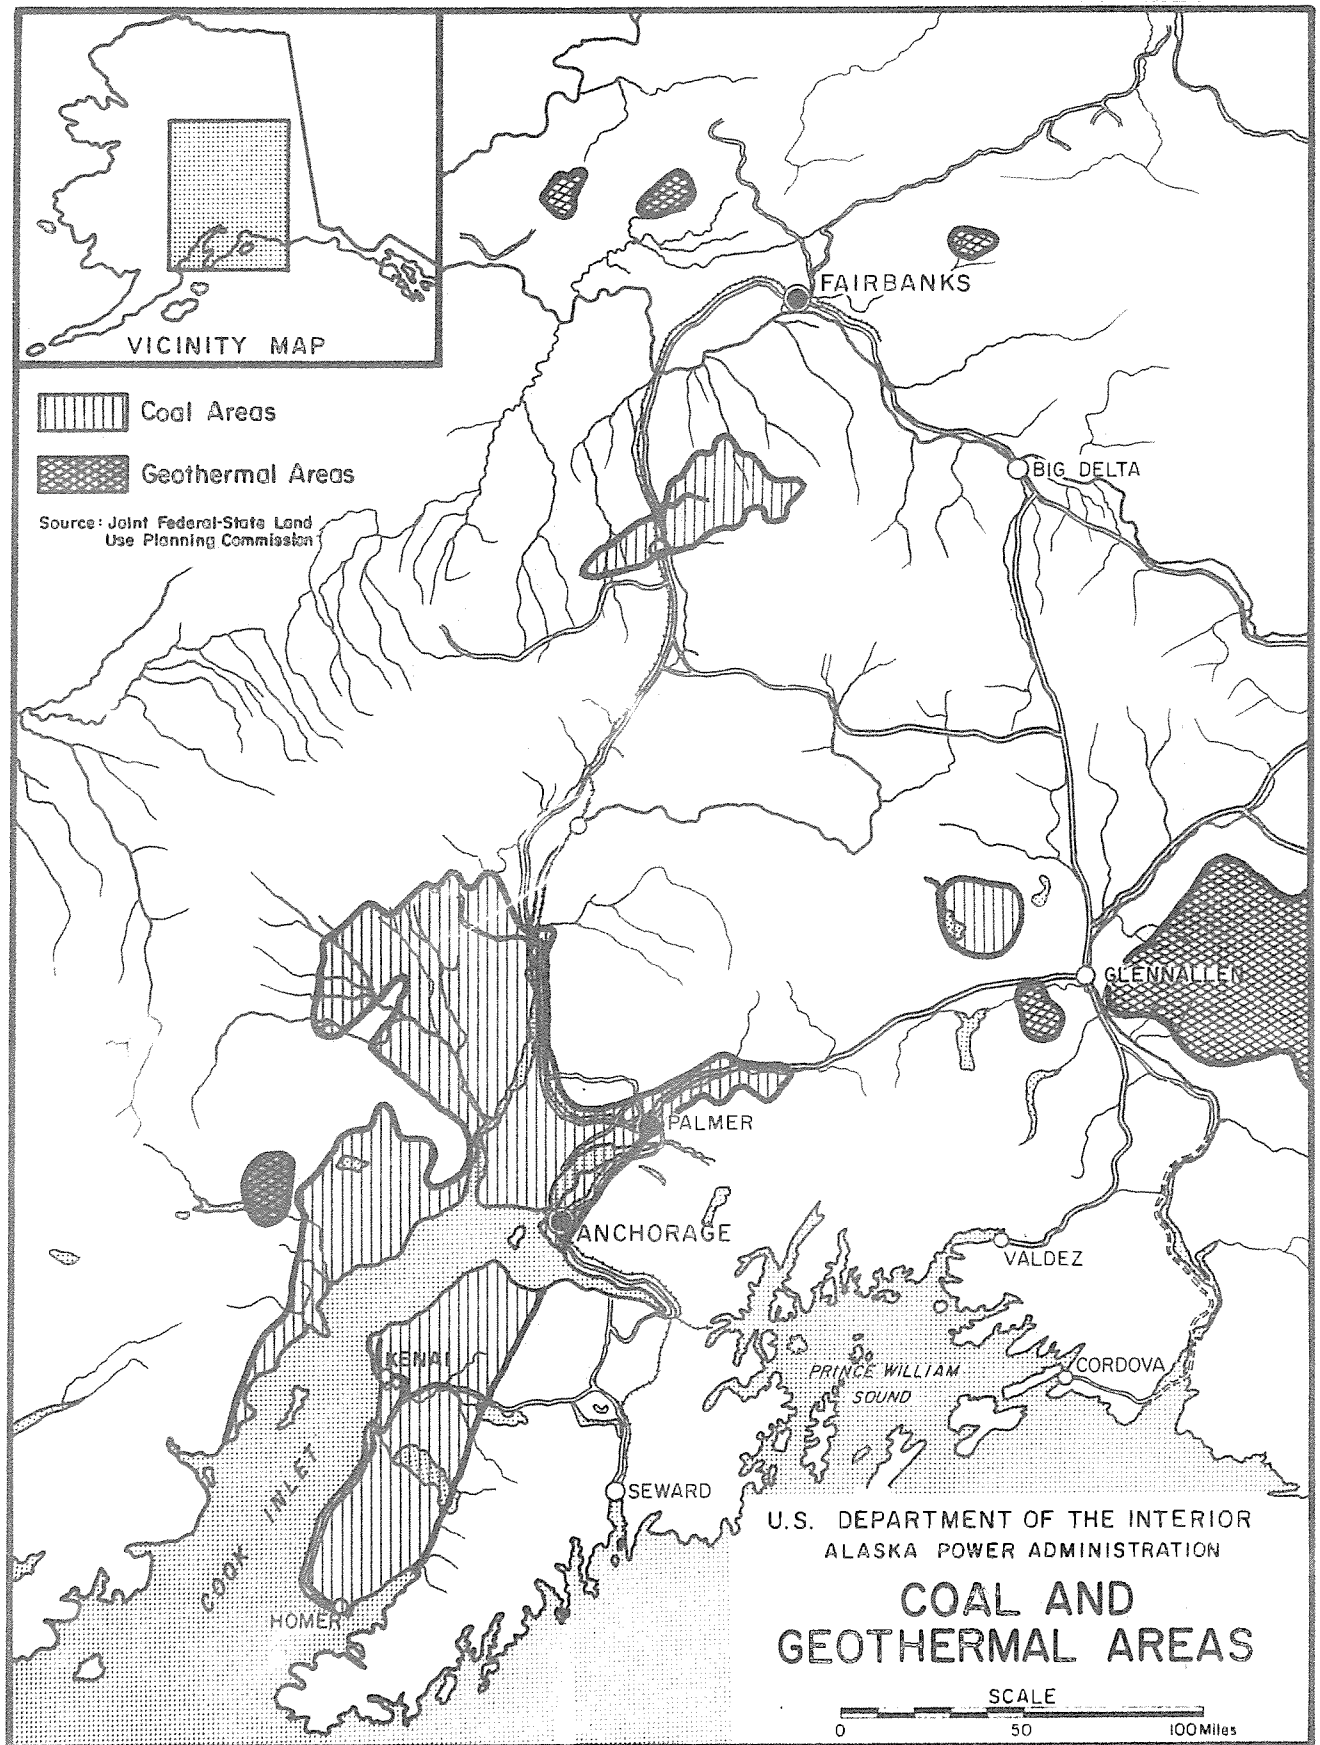 VICINITY MAP
Coal Areas
Geothermal Areas
Source: Joint Federal-State Land
Use Planning Commission
FAIRBANKS
BIG DELTA
GLENNALLEN
PALMER
ANCHORAGE
VALDEZ
KENAI
PRINCE WILLIAM
SOUND
CORDOVA
COOK INLET
SEWARD
HOMER
U.S. DEPARTMENT OF THE INTERIOR
ALASKA POWER ADMINISTRATION
COAL AND
GEOTHERMAL AREAS
SCALE
0 50 100 Miles